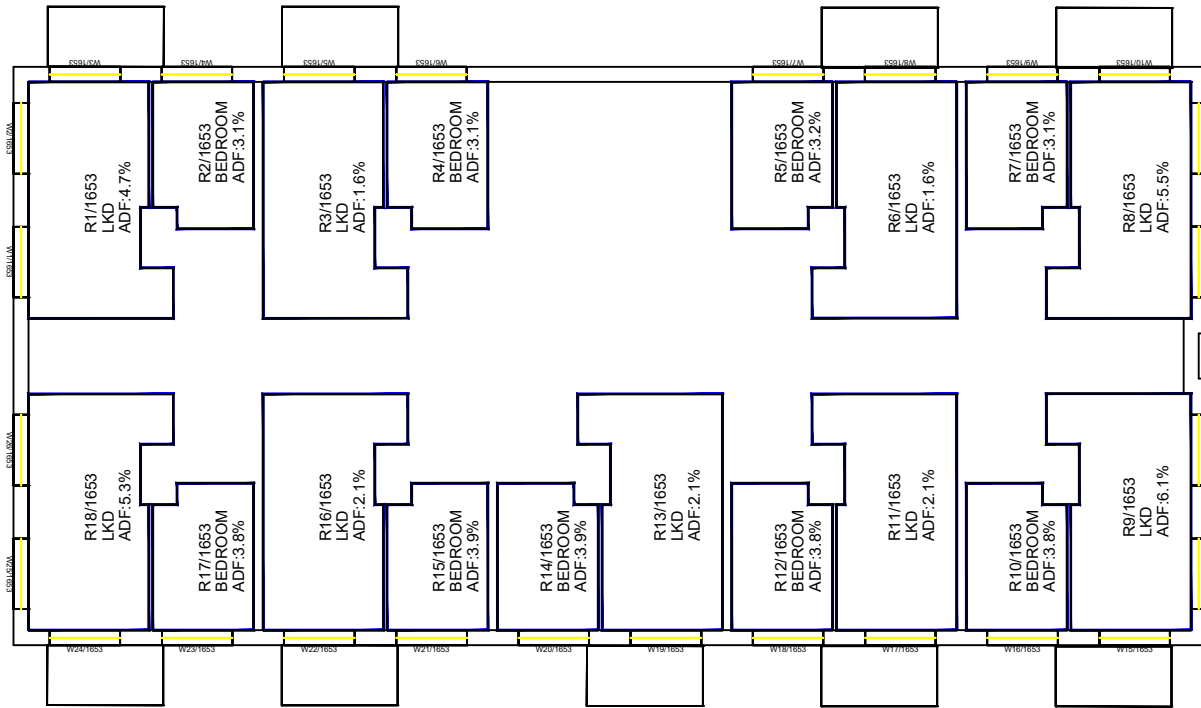 W3/1653
W4/1653
W5/1653
W6/1653
W7/1653
W8/1653
W9/1653
W10/1653
W2/1653
W1/1653
R1/1653
LKD
ADF:4.7%
R2/1653
BEDROOM
ADF:3.1%
R3/1653
LKD
ADF:1.6%
R4/1653
BEDROOM
ADF:3.1%
R5/1653
BEDROOM
ADF:3.2%
R6/1653
LKD
ADF:1.6%
R7/1653
BEDROOM
ADF:3.1%
R8/1653
LKD
ADF:5.5%
W26/1653
W25/1653
R18/1653
LKD
ADF:5.3%
R17/1653
BEDROOM
ADF:3.8%
R16/1653
LKD
ADF:2.1%
R15/1653
BEDROOM
ADF:3.9%
R14/1653
BEDROOM
ADF:3.9%
R13/1653
LKD
ADF:2.1%
R12/1653
BEDROOM
ADF:3.8%
R11/1653
LKD
ADF:2.1%
R10/1653
BEDROOM
ADF:3.8%
R9/1653
LKD
ADF:6.1%
W24/1653
W23/1653
W22/1653
W21/1653
W20/1653
W19/1653
W18/1653
W17/1653
W16/1653
W15/1653